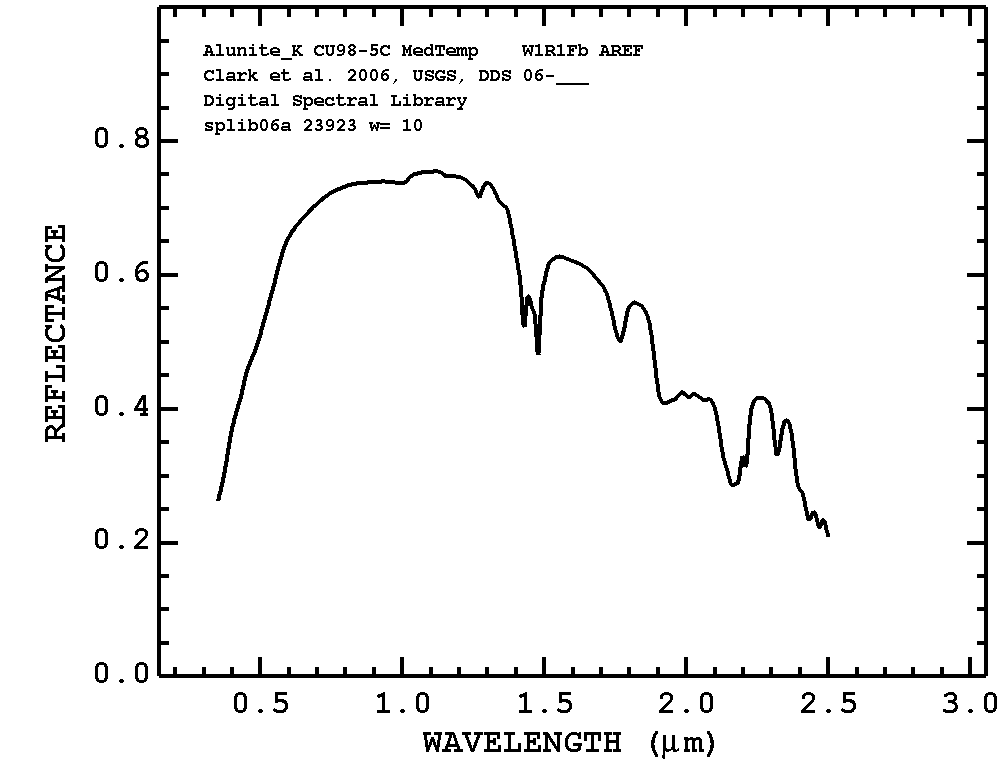 Alunite_K CU98-5C MedTemp    W1R1Fb AREF
Clark et al. 2006, USGS, DDS 06-___
Digital Spectral Library
splib06a 23923 w= 10
REFLECTANCE
0.8
0.6
0.4
0.2
0.0
0.5 1.0 1.5 2.0 2.5 3.0
WAVELENGTH (μm)